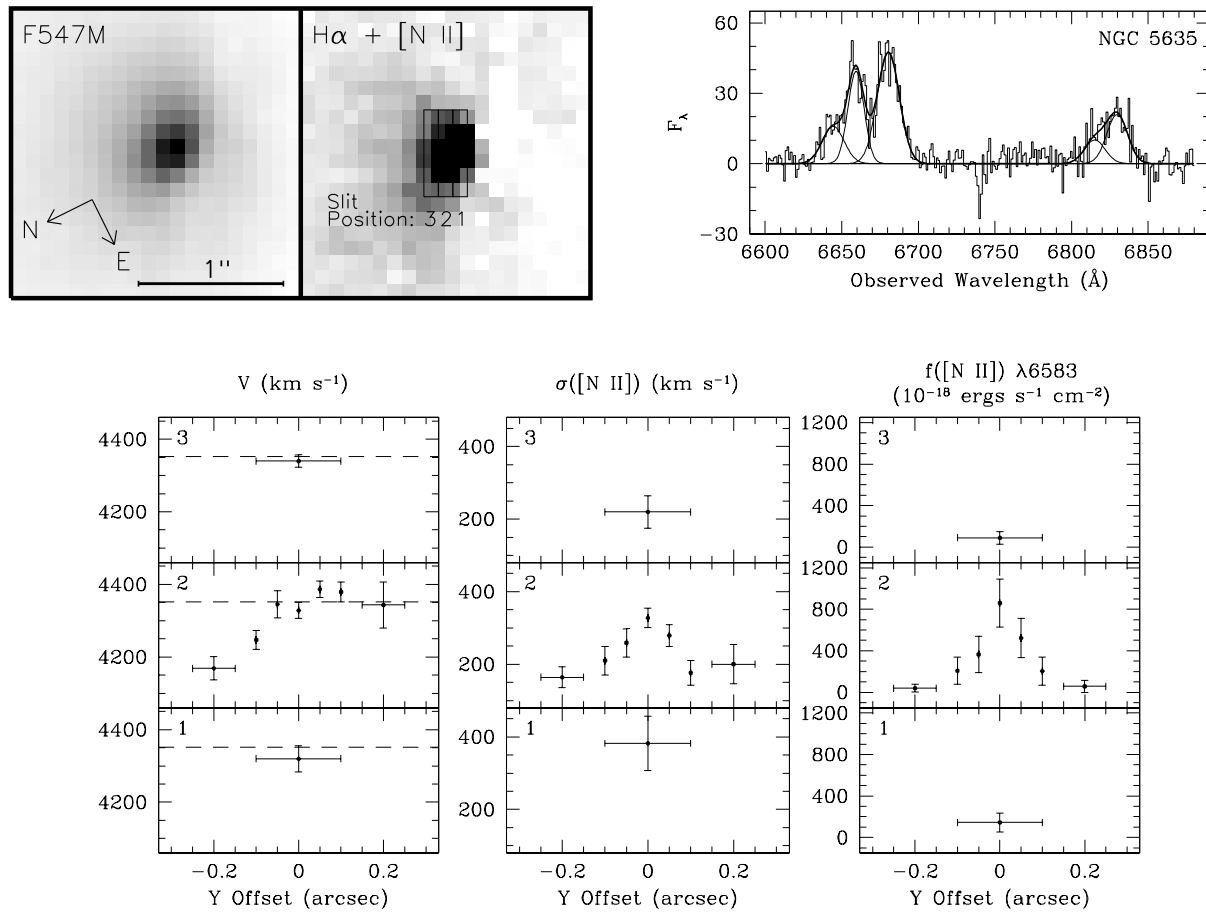 F547M
Hα + [N II]
N
E
1"
Slit
Position: 321
NGC 5635
60
30
0
−30
Fλ
6600 6650 6700 6750 6800 6850
Observed Wavelength (Å)
V (km s⁻¹)
σ([N II]) (km s⁻¹)
f([N II]) λ6583
(10⁻¹⁸ ergs s⁻¹ cm⁻²)
3
4400
4200
2
4400
4200
1
4400
4200
−0.2 0 0.2
Y Offset (arcsec)
3
400
200
2
400
200
1
400
200
−0.2 0 0.2
Y Offset (arcsec)
3
1200
800
400
0
2
1200
800
400
0
1
1200
800
400
0
−0.2 0 0.2
Y Offset (arcsec)